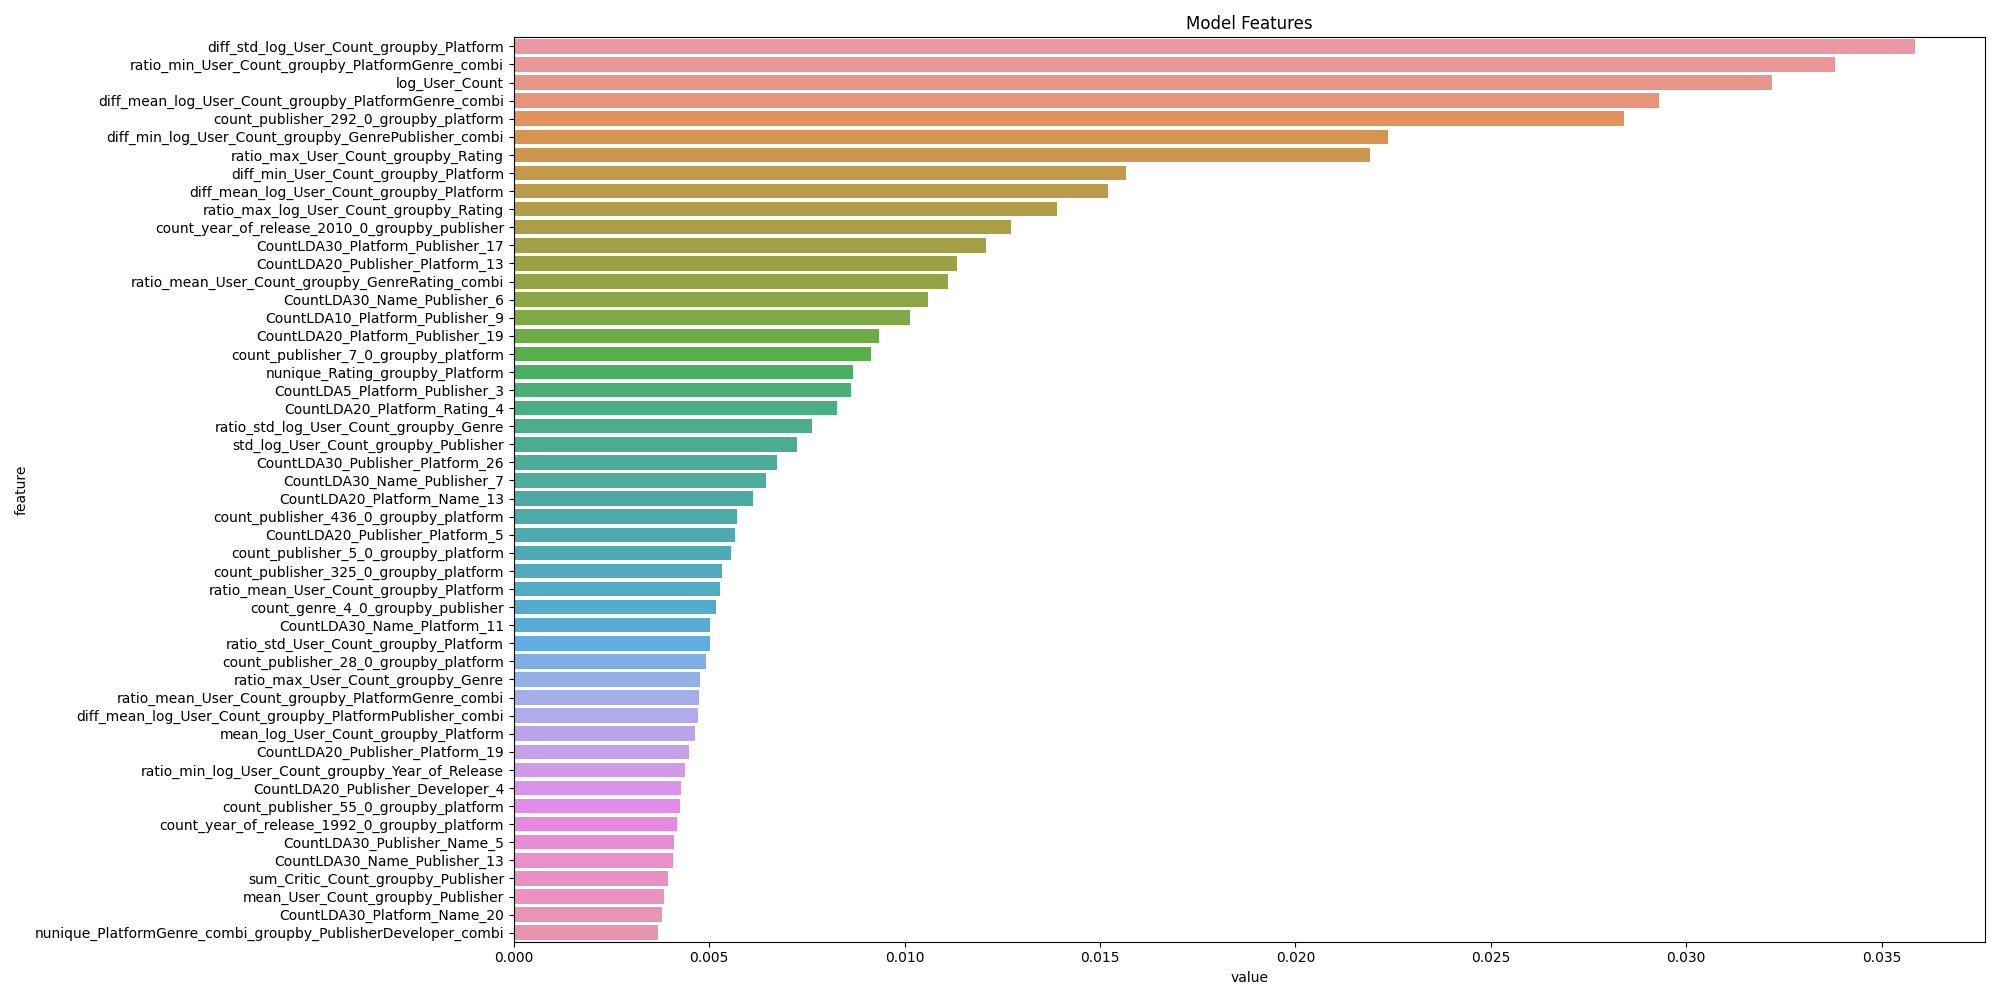 Model Features
diff_std_log_User_Count_groupby_Platform
ratio_min_User_Count_groupby_PlatformGenre_combi
log_User_Count
diff_mean_log_User_Count_groupby_PlatformGenre_combi
count_publisher_292_0_groupby_platform
diff_min_log_User_Count_groupby_GenrePublisher_combi
ratio_max_User_Count_groupby_Rating
diff_min_User_Count_groupby_Platform
diff_mean_log_User_Count_groupby_Platform
ratio_max_log_User_Count_groupby_Rating
count_year_of_release_2010_0_groupby_publisher
CountLDA30_Platform_Publisher_17
CountLDA20_Publisher_Platform_13
ratio_mean_User_Count_groupby_GenreRating_combi
CountLDA30_Name_Publisher_6
CountLDA10_Platform_Publisher_9
CountLDA20_Platform_Publisher_19
count_publisher_7_0_groupby_platform
nunique_Rating_groupby_Platform
CountLDA5_Platform_Publisher_3
CountLDA20_Platform_Rating_4
ratio_std_log_User_Count_groupby_Genre
std_log_User_Count_groupby_Publisher
CountLDA30_Publisher_Platform_26
CountLDA30_Name_Publisher_7
CountLDA20_Platform_Name_13
count_publisher_436_0_groupby_platform
CountLDA20_Publisher_Platform_5
count_publisher_5_0_groupby_platform
count_publisher_325_0_groupby_platform
ratio_mean_User_Count_groupby_Platform
count_genre_4_0_groupby_publisher
CountLDA30_Name_Platform_11
ratio_std_User_Count_groupby_Platform
count_publisher_28_0_groupby_platform
ratio_max_User_Count_groupby_Genre
ratio_mean_User_Count_groupby_PlatformGenre_combi
diff_mean_log_User_Count_groupby_PlatformPublisher_combi
mean_log_User_Count_groupby_Platform
CountLDA20_Publisher_Platform_19
ratio_min_log_User_Count_groupby_Year_of_Release
CountLDA20_Publisher_Developer_4
count_publisher_55_0_groupby_platform
count_year_of_release_1992_0_groupby_platform
CountLDA30_Publisher_Name_5
CountLDA30_Name_Publisher_13
sum_Critic_Count_groupby_Publisher
mean_User_Count_groupby_Publisher
CountLDA30_Platform_Name_20
nunique_PlatformGenre_combi_groupby_PublisherDeveloper_combi
feature
0.000 0.005 0.010 0.015 0.020 0.025 0.030 0.035
value